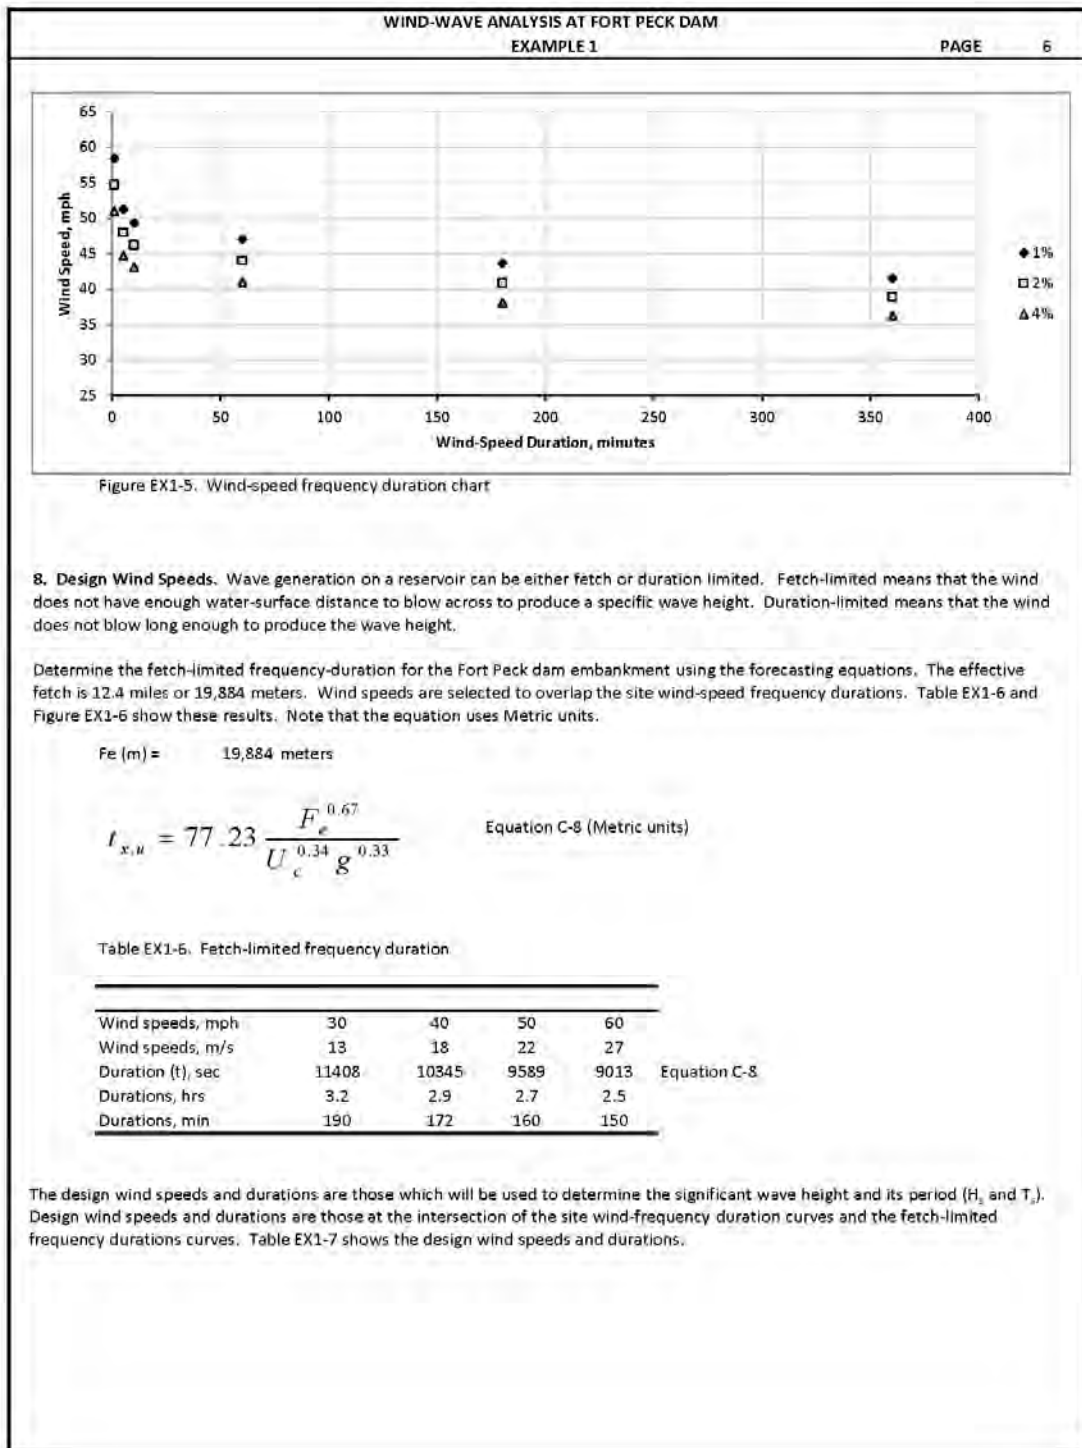 WIND-WAVE ANALYSIS AT FORT PECK DAM
EXAMPLE 1 PAGE 6
65
60
55
50
45
40
35
30
25
Wind Speed, mph
0 50 100 150 200 250 300 350 400
Wind-Speed Duration, minutes
1%
2%
4%
Figure EX1-5. Wind-speed frequency duration chart
8. Design Wind Speeds. Wave generation on a reservoir can be either fetch or duration limited. Fetch-limited means that the wind
does not have enough water-surface distance to blow across to produce a specific wave height. Duration-limited means that the wind
does not blow long enough to produce the wave height.
Determine the fetch-limited frequency-duration for the Fort Peck dam embankment using the forecasting equations. The effective
fetch is 12.4 miles or 19,884 meters. Wind speeds are selected to overlap the site wind-speed frequency durations. Table EX1-6 and
Figure EX1-6 show these results. Note that the equation uses Metric units.
Fe (m) = 19,884 meters
t_{x,u} = 77.23 \frac{F_e^{0.67}}{U_c^{0.34} g^{0.33}} Equation C-8 (Metric units)
Table EX1-6. Fetch-limited frequency duration
Wind speeds, mph 30 40 50 60
Wind speeds, m/s 13 18 22 27
Duration (t), sec 11408 10345 9589 9013 Equation C-8
Durations, hrs 3.2 2.9 2.7 2.5
Durations, min 190 172 160 150
The design wind speeds and durations are those which will be used to determine the significant wave height and its period (H_s and T_s).
Design wind speeds and durations are those at the intersection of the site wind-frequency duration curves and the fetch-limited
frequency durations curves. Table EX1-7 shows the design wind speeds and durations.